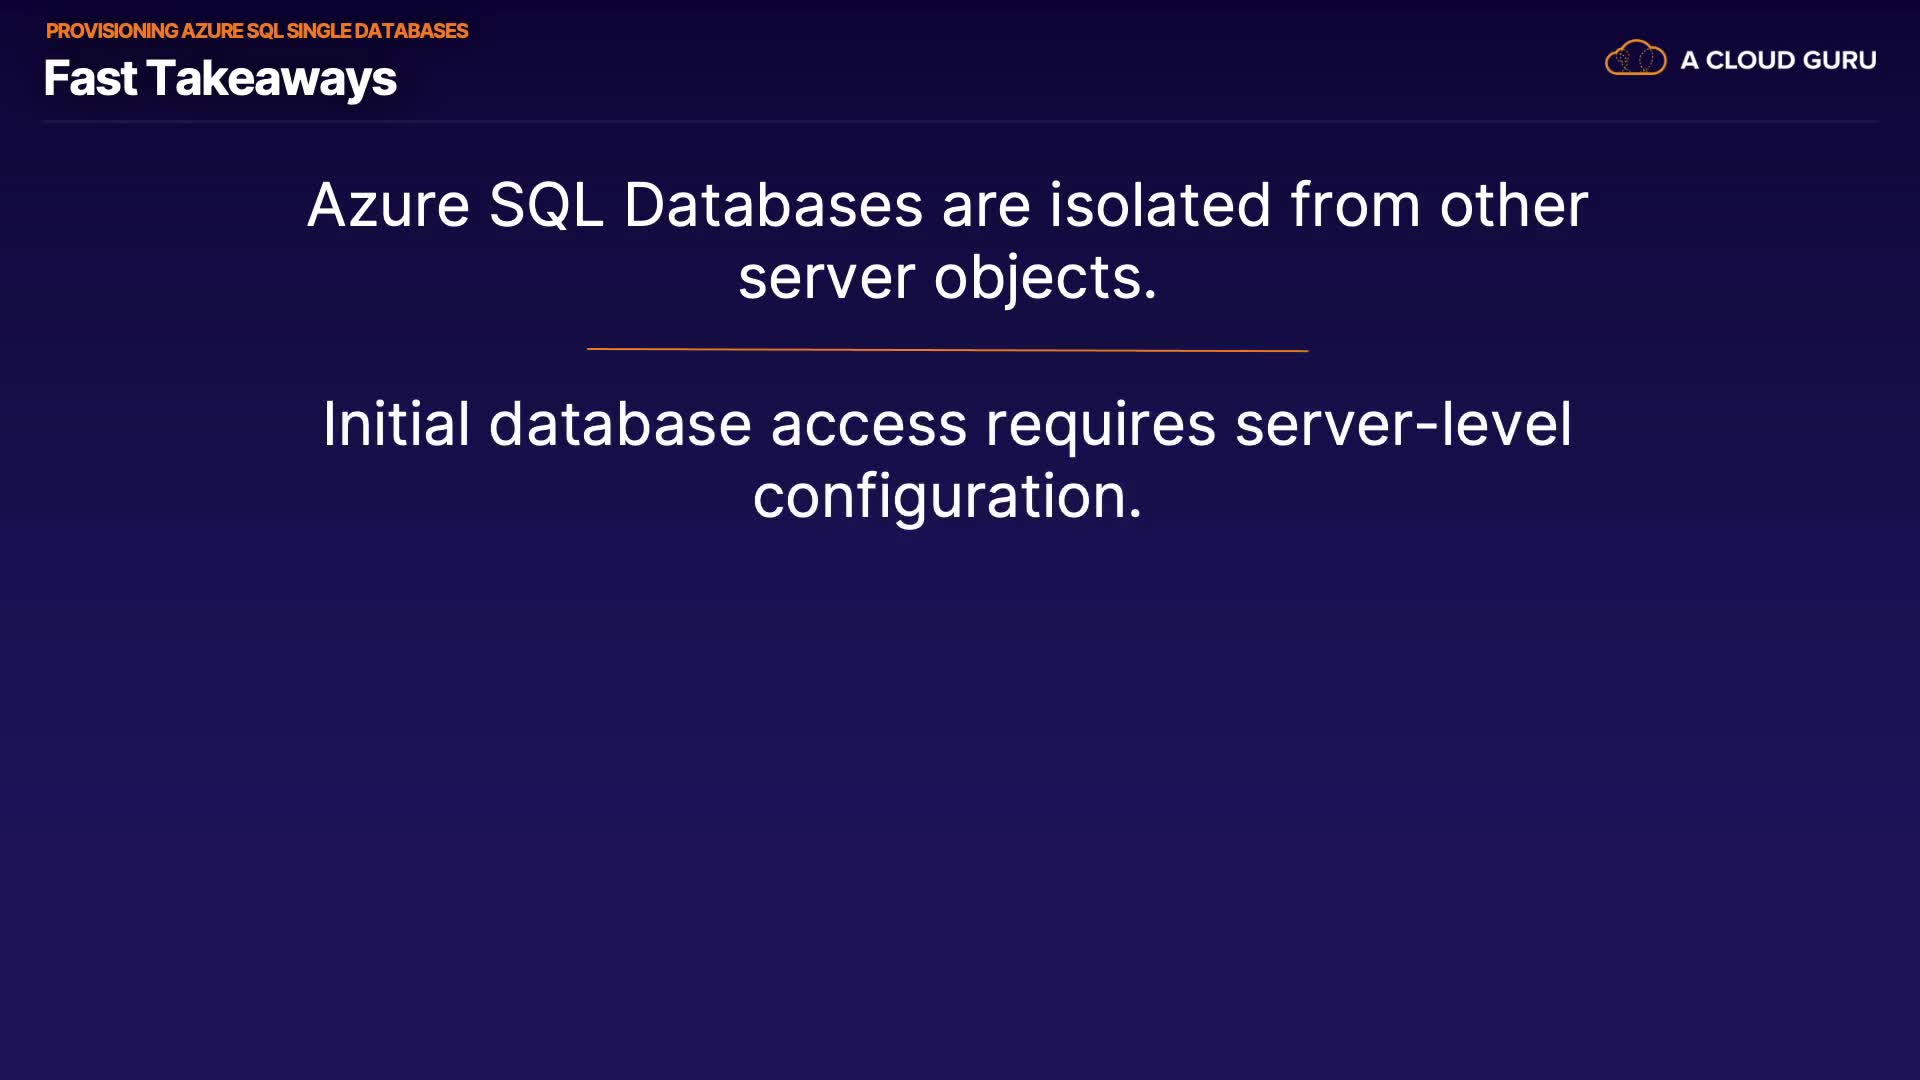 PROVISIONING AZURE SQL SINGLE DATABASES
Fast Takeaways
A CLOUD GURU
Azure SQL Databases are isolated from other
server objects.
Initial database access requires server-level
configuration.